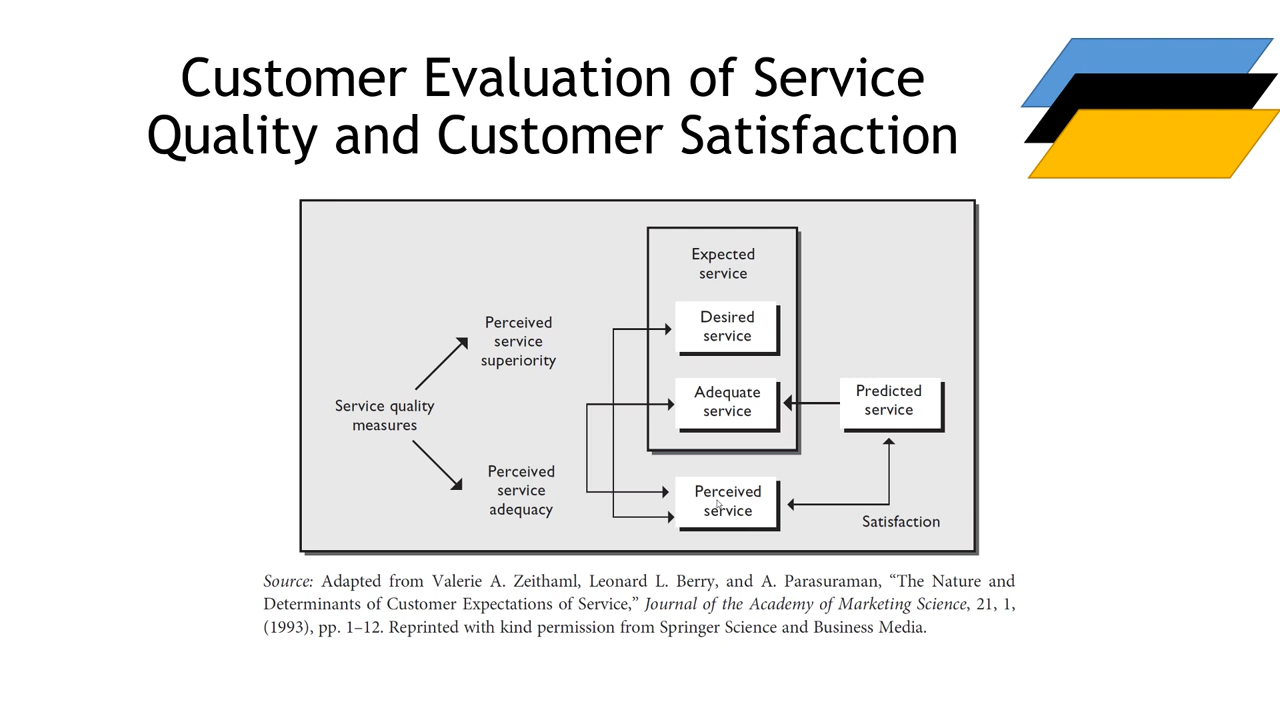 Customer Evaluation of Service
Quality and Customer Satisfaction
Expected
service
Desired
service
Perceived
service
superiority
Adequate
service
Predicted
service
Service quality
measures
Perceived
service
adequacy
Perceived
service
Satisfaction
Source: Adapted from Valerie A. Zeithaml, Leonard L. Berry, and A. Parasuraman, “The Nature and
Determinants of Customer Expectations of Service,” Journal of the Academy of Marketing Science, 21, 1,
(1993), pp. 1–12. Reprinted with kind permission from Springer Science and Business Media.